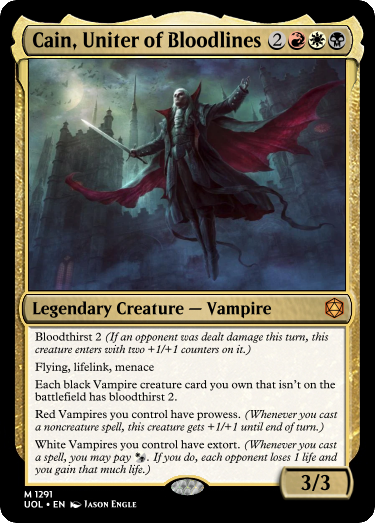 Cain, Uniter of Bloodlines 2
Legendary Creature — Vampire
Bloodthirst 2 (If an opponent was dealt damage this turn, this
creature enters with two +1/+1 counters on it.)
Flying, lifelink, menace
Each black Vampire creature card you own that isn't on the
battlefield has bloodthirst 2.
Red Vampires you control have prowess. (Whenever you cast
a noncreature spell, this creature gets +1/+1 until end of turn.)
White Vampires you control have extort. (Whenever you cast
a spell, you may pay . If you do, each opponent loses 1 life and
you gain that much life.)
3/3
M 1291
UOL • EN Jason Engle